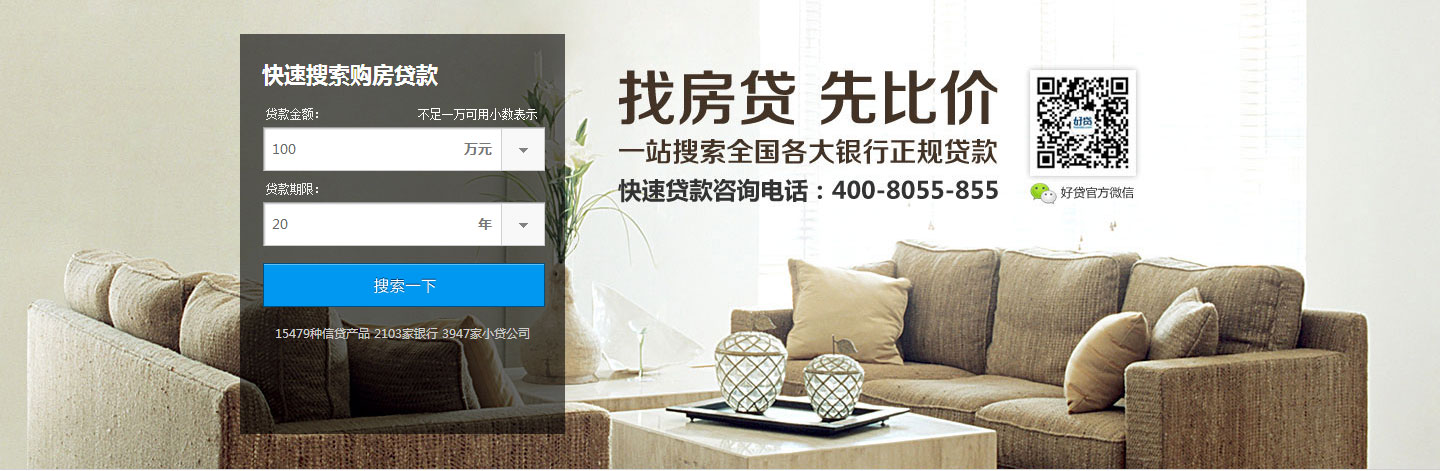 快速搜索购房贷款
贷款金额: 不足一万可用小数表示
100 万元
贷款期限:
20 年
搜索一下
15479种信贷产品 2103家银行 3947家小贷公司
找房贷 先比价
一站搜索全国各大银行正规贷款
快速贷款咨询电话：400-8055-855
好贷
好贷官方微信